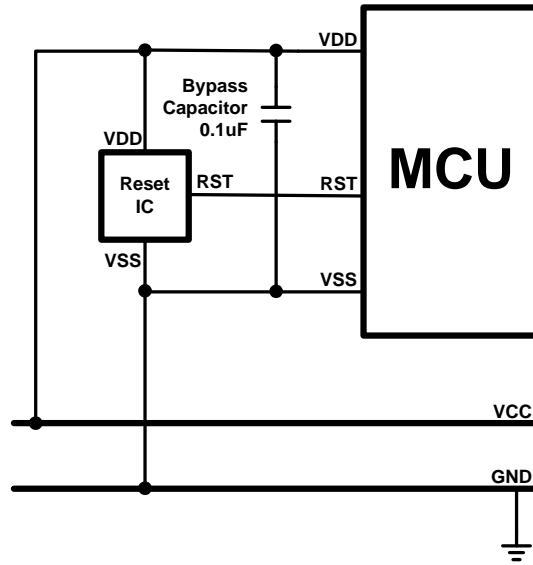 VDD
Bypass
Capacitor
0.1uF
VDD
Reset
IC
RST
RST
MCU
VSS
VSS
VCC
GND